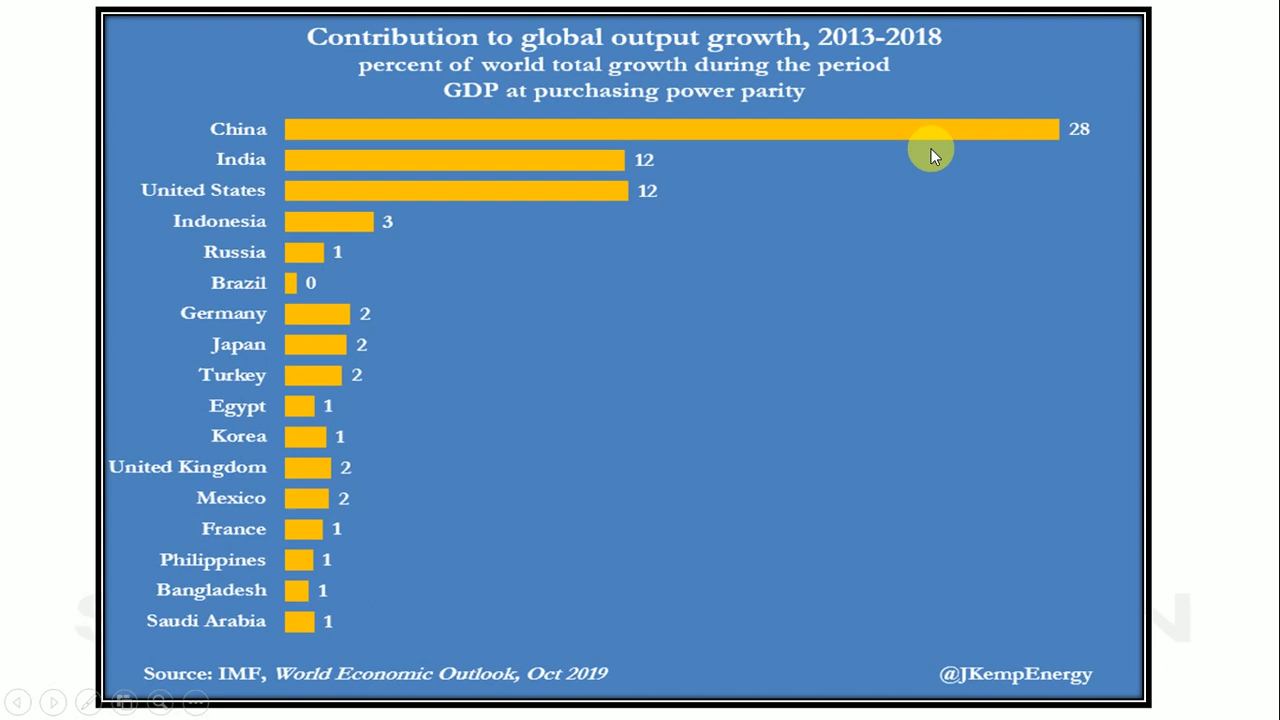 Contribution to global output growth, 2013-2018
percent of world total growth during the period
GDP at purchasing power parity
China 28
India 12
United States 12
Indonesia 3
Russia 1
Brazil 0
Germany 2
Japan 2
Turkey 2
Egypt 1
Korea 1
United Kingdom 2
Mexico 2
France 1
Philippines 1
Bangladesh 1
Saudi Arabia 1
Source: IMF, World Economic Outlook, Oct 2019
@JKempEnergy